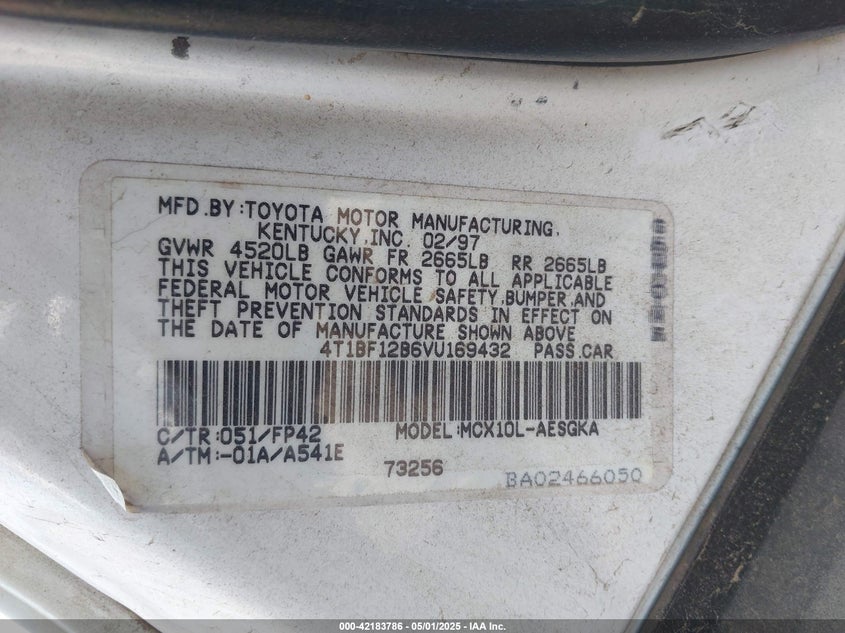 MFD.BY:TOYOTA MOTOR MANUFACTURING,
KENTUCKY,INC. 02/97
GVWR 4520LB GAWR FR 2665LB RR 2665LB
THIS VEHICLE CONFORMS TO ALL APPLICABLE
FEDERAL MOTOR VEHICLE SAFETY,BUMPER,AND
THEFT PREVENTION STANDARDS IN EFFECT ON
THE DATE OF MANUFACTURE SHOWN ABOVE
4T1BF12B6VU169432 PASS.CAR
C/TR:051/FP42 MODEL:MCX10L-AESGKA
A/TM:-01A/A541E
73256
BA02466050
000-42183786 - 05/01/2025 - IAA Inc.